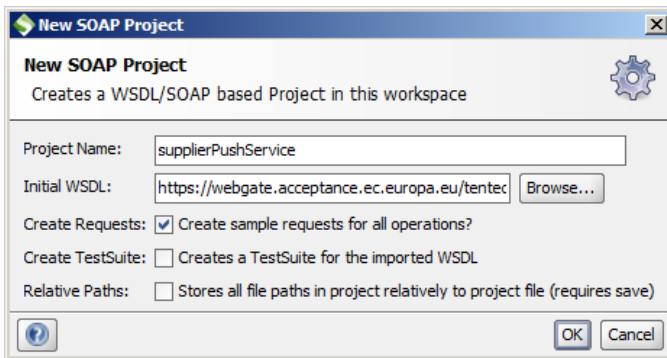 New SOAP Project
New SOAP Project
Creates a WSDL/SOAP based Project in this workspace
Project Name: supplierPushService
Initial WSDL: https://webgate.acceptance.ec.europa.eu/tentec Browse...
Create Requests: Create sample requests for all operations?
Create TestSuite: Creates a TestSuite for the imported WSDL
Relative Paths: Stores all file paths in project relatively to project file (requires save)
? OK Cancel